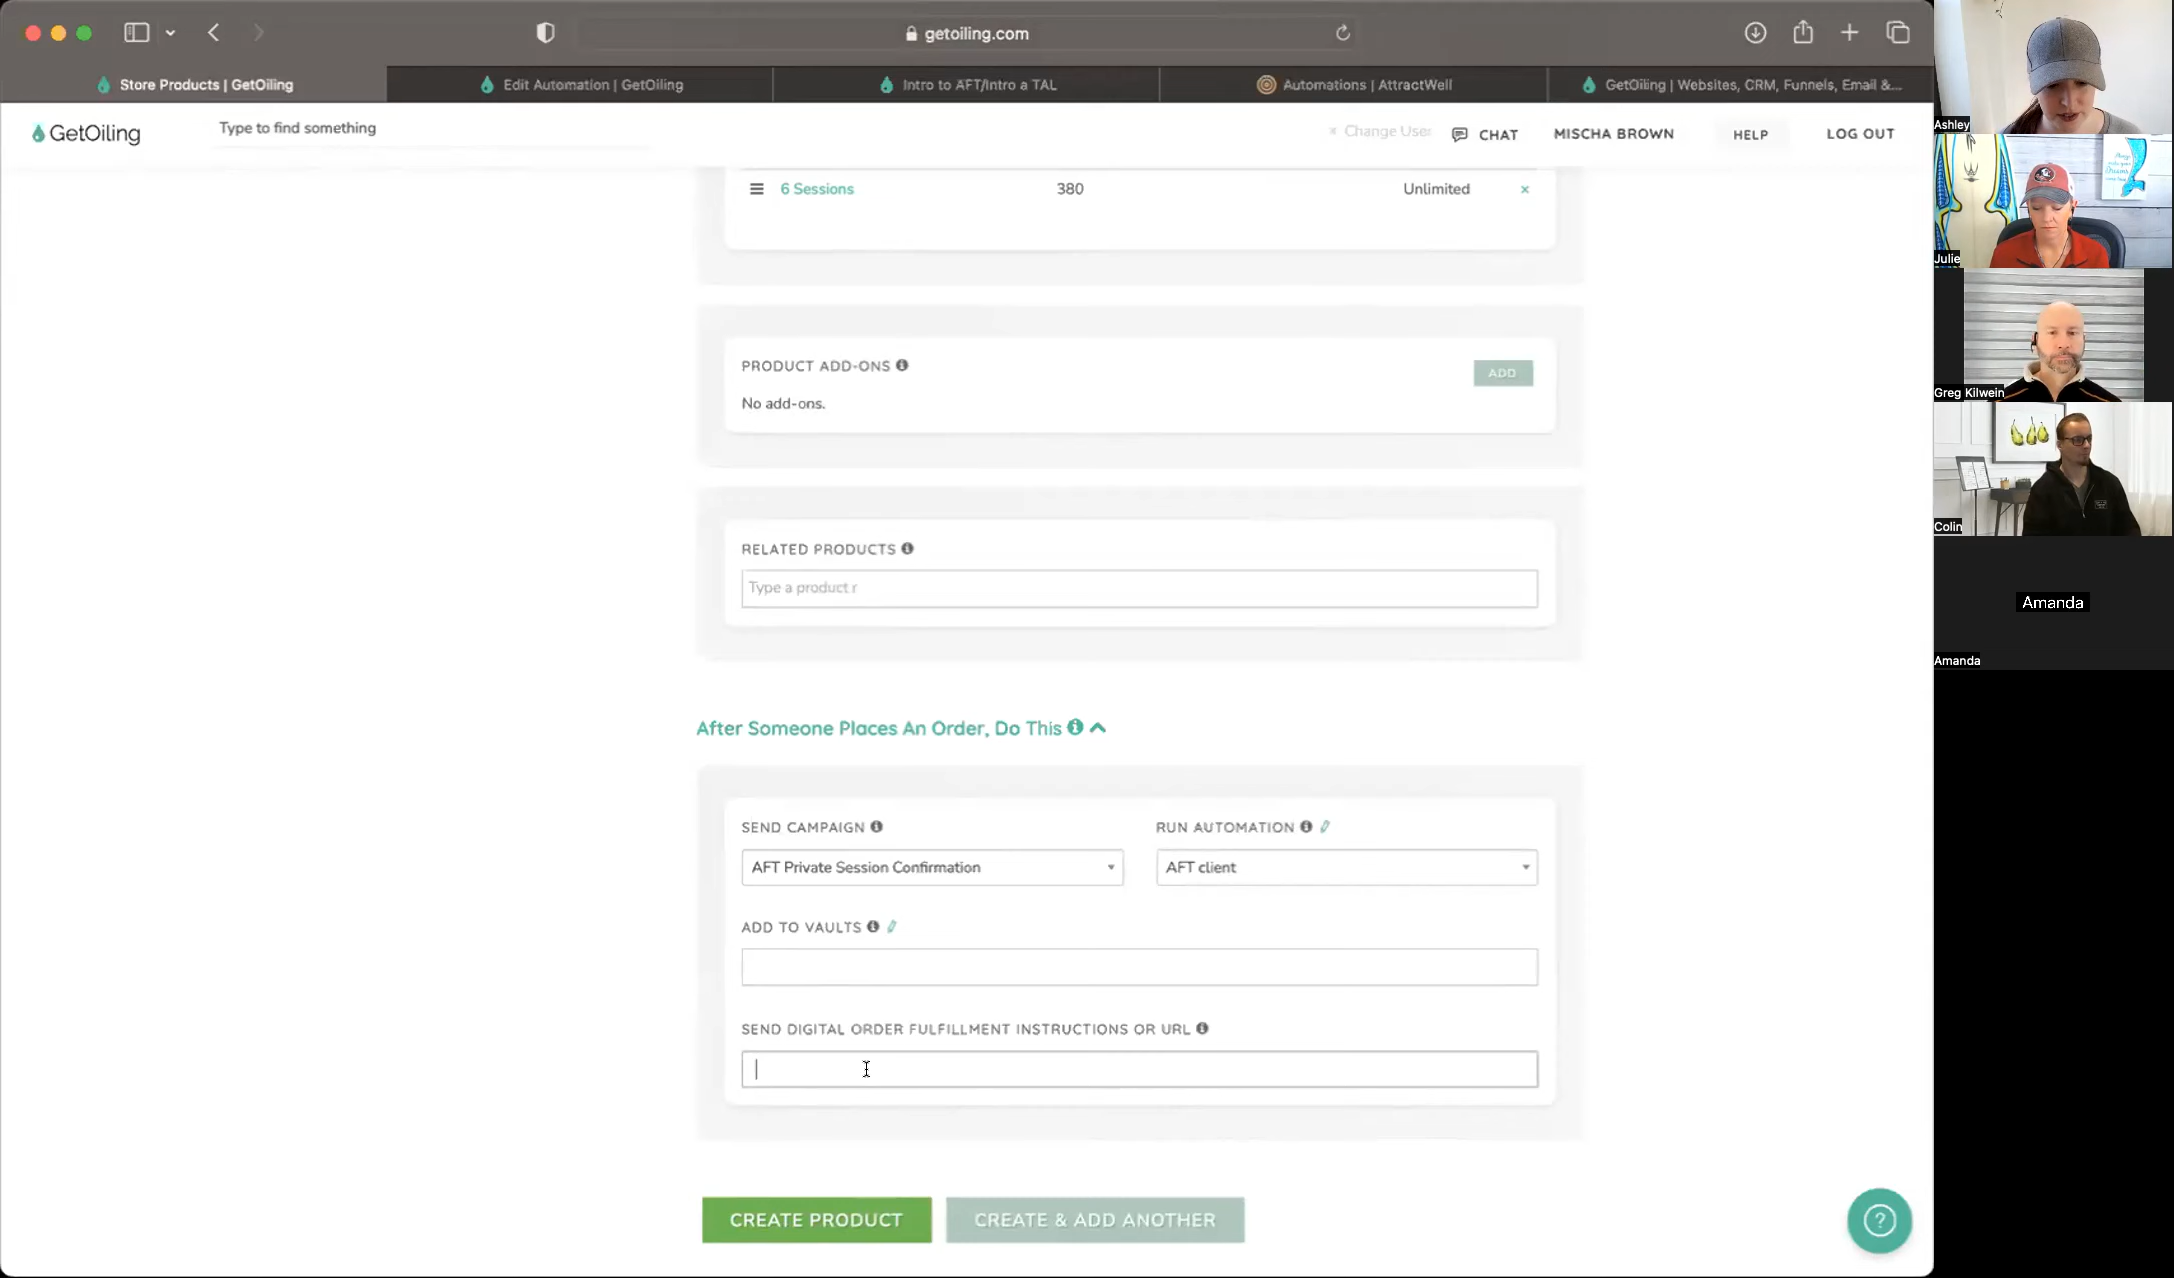 getoiling.com
Store Products | GetOiling
Edit Automation | GetOiling
Intro to AFT/Intro a TAL
Automations | AttractWell
GetOiling | Websites, CRM, Funnels, Email &...
GetOiling
Type to find something
× Change User
CHAT
MISCHA BROWN
HELP
LOG OUT
6 Sessions 380 Unlimited ×
PRODUCT ADD-ONS
ADD
No add-ons.
RELATED PRODUCTS
Type a product r
After Someone Places An Order, Do This
SEND CAMPAIGN
RUN AUTOMATION
AFT Private Session Confirmation
AFT client
ADD TO VAULTS
SEND DIGITAL ORDER FULFILLMENT INSTRUCTIONS OR URL
CREATE PRODUCT
CREATE & ADD ANOTHER
?
Ashley
Julie
Greg Kilwein
Colin
Amanda
Amanda